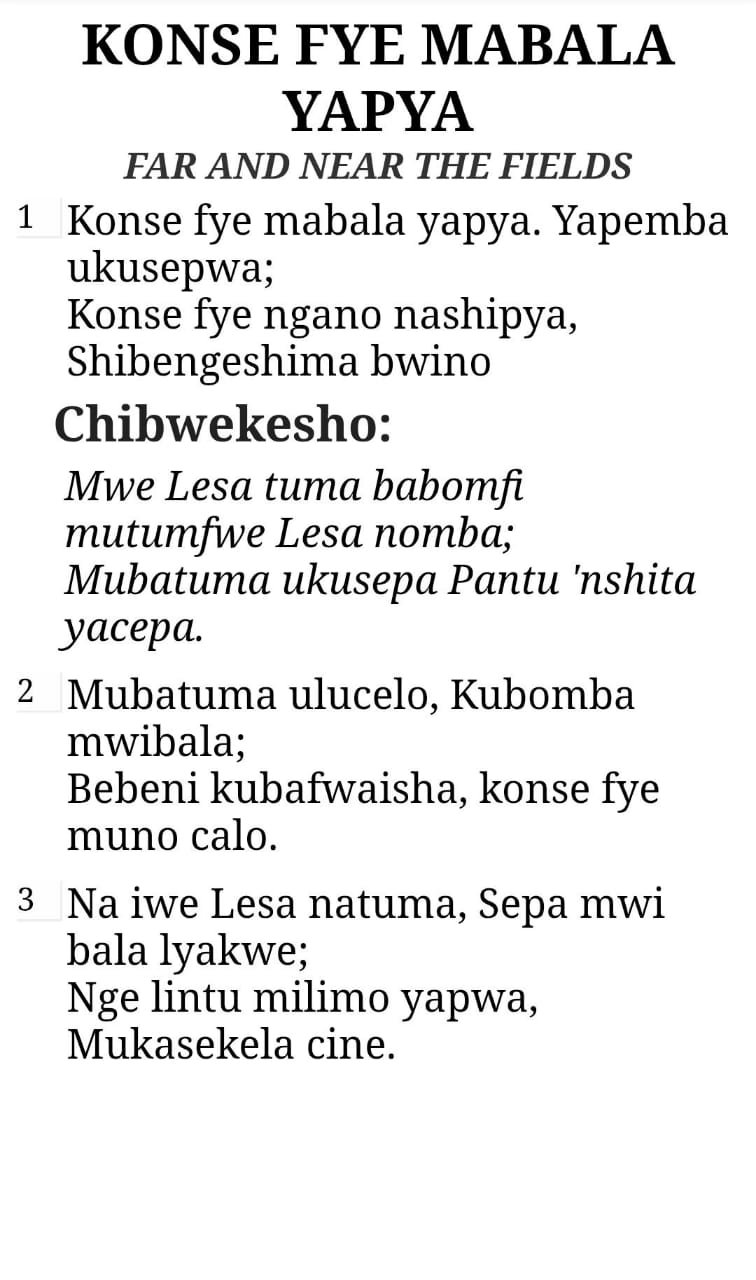 KONSE FYE MABALA
YAPYA
FAR AND NEAR THE FIELDS
1 Konse fye mabala yapya. Yapemba
ukusepwa;
Konse fye ngano nashipya,
Shibengeshima bwino
Chibwekesho:
Mwe Lesa tuma babomfi
mutumfwe Lesa nomba;
Mubatuma ukusepa Pantu 'nshita
yacepa.
2 Mubatuma ulucelo, Kubomba
mwibala;
Bebeni kubafwaisha, konse fye
muno calo.
3 Na iwe Lesa natuma, Sepa mwi
bala lyakwe;
Nge lintu milimo yapwa,
Mukasekela cine.